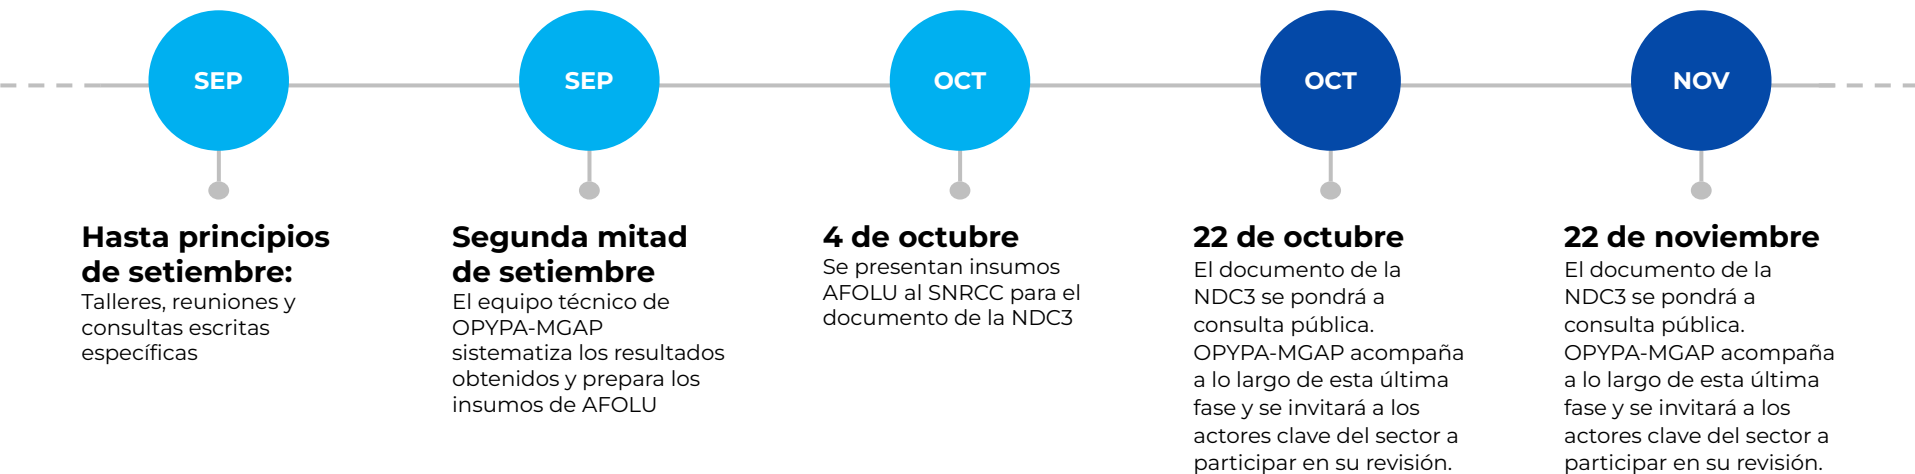 SEP
SEP
OCT
OCT
NOV
Hasta principios
de setiembre:
Talleres, reuniones y
consultas escritas
específicas
Segunda mitad
de setiembre
El equipo técnico de
OPYPA-MGAP
sistematiza los resultados
obtenidos y prepara los
insumos de AFOLU
4 de octubre
Se presentan insumos
AFOLU al SNRCC para el
documento de la NDC3
22 de octubre
El documento de la
NDC3 se pondrá a
consulta pública.
OPYPA-MGAP acompaña
a lo largo de esta última
fase y se invitará a los
actores clave del sector a
participar en su revisión.
22 de noviembre
El documento de la
NDC3 se pondrá a
consulta pública.
OPYPA-MGAP acompaña
a lo largo de esta última
fase y se invitará a los
actores clave del sector a
participar en su revisión.